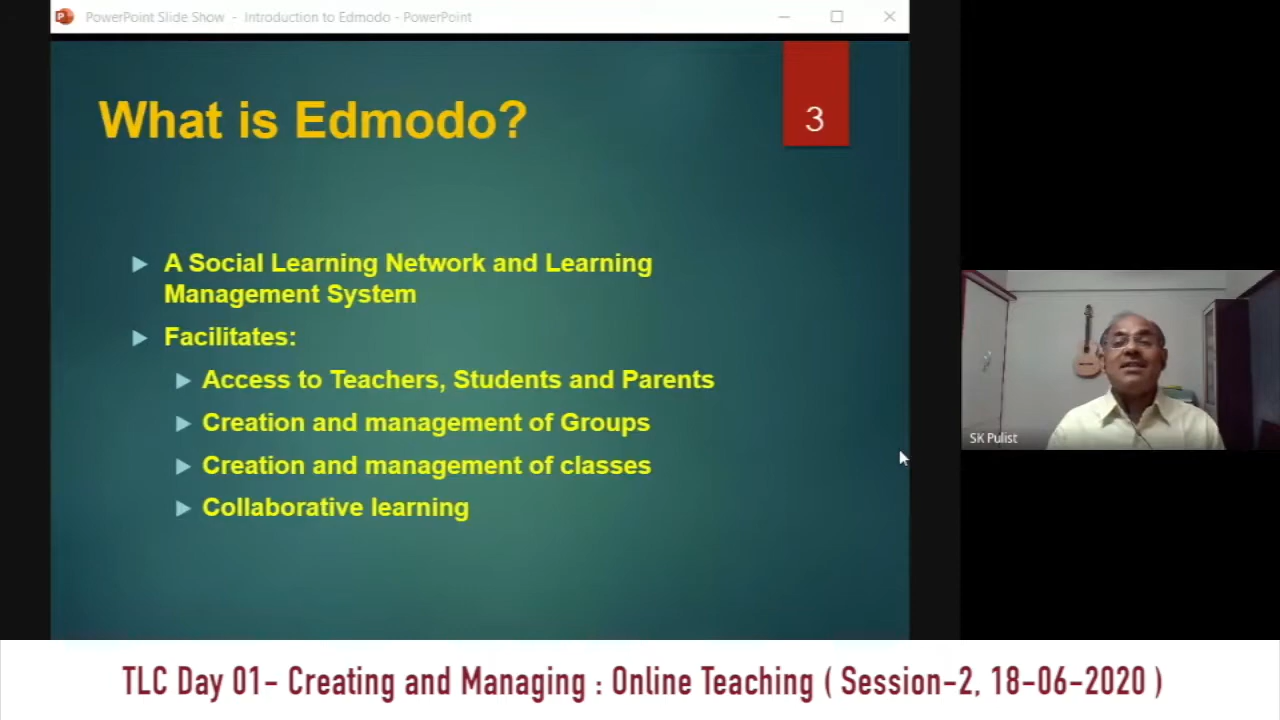 PowerPoint Slide Show - Introduction to Edmodo - PowerPoint
What is Edmodo?
3
A Social Learning Network and Learning
Management System
Facilitates:
Access to Teachers, Students and Parents
Creation and management of Groups
Creation and management of classes
Collaborative learning
SK Pulist
TLC Day 01- Creating and Managing : Online Teaching ( Session-2, 18-06-2020 )